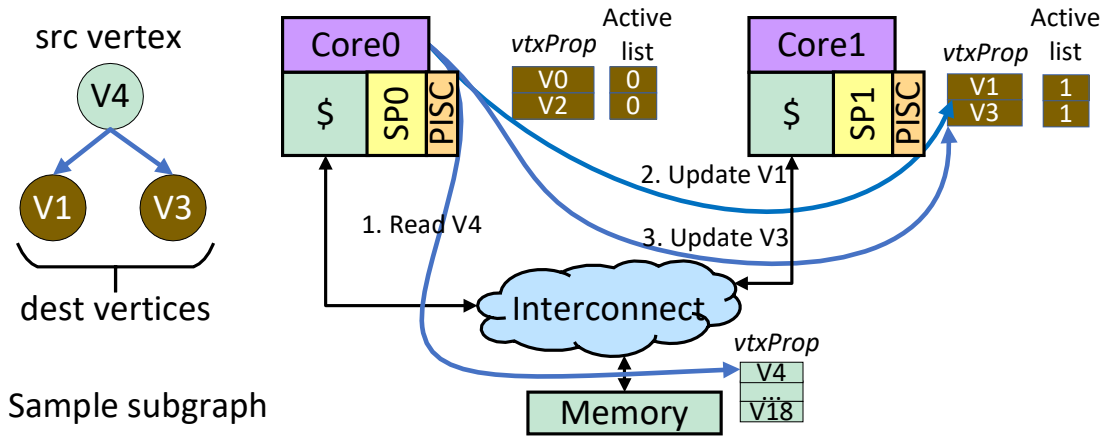 src vertex
V4
V1
V3
dest vertices
Sample subgraph
Core0
$
SP0
PISC
vtxProp
Active
list
V0
0
V2
0
Core1
$
SP1
PISC
vtxProp
Active
list
V1
1
V3
1
1. Read V4
2. Update V1
3. Update V3
Interconnect
Memory
vtxProp
V4
...
V18